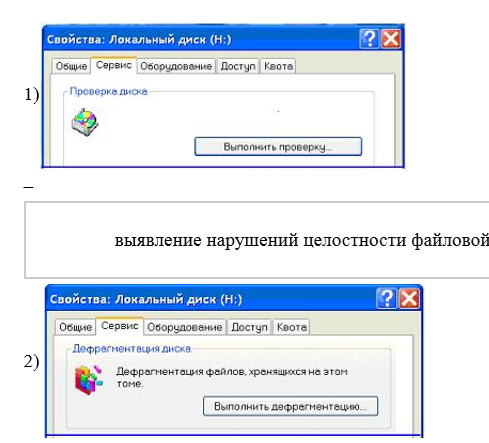 Свойства: Локальный диск (H:)
Общие Сервис Оборудование Доступ Квота
Проверка диска
1)
Выполнить проверку...
_
выявление нарушений целостности файловой
Свойства: Локальный диск (H:)
Общие Сервис Оборудование Доступ Квота
Дефрагментация диска
2)
Дефрагментация файлов, хранящихся на этом
томе.
Выполнить дефрагментацию...